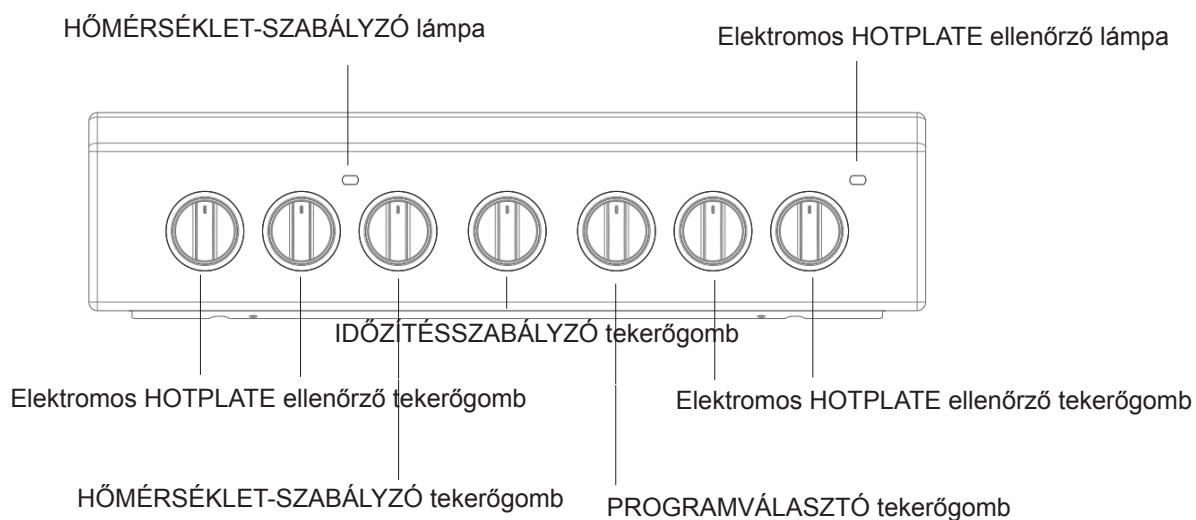 HŐMÉRSÉKLET-SZABÁLYZÓ lámpa
Elektromos HOTPLATE ellenőrző lámpa
IDŐZÍTÉSSZABÁLYZÓ tekerőgomb
Elektromos HOTPLATE ellenőrző tekerőgomb
Elektromos HOTPLATE ellenőrző tekerőgomb
HŐMÉRSÉKLET-SZABÁLYZÓ tekerőgomb
PROGRAMVÁLASZTÓ tekerőgomb